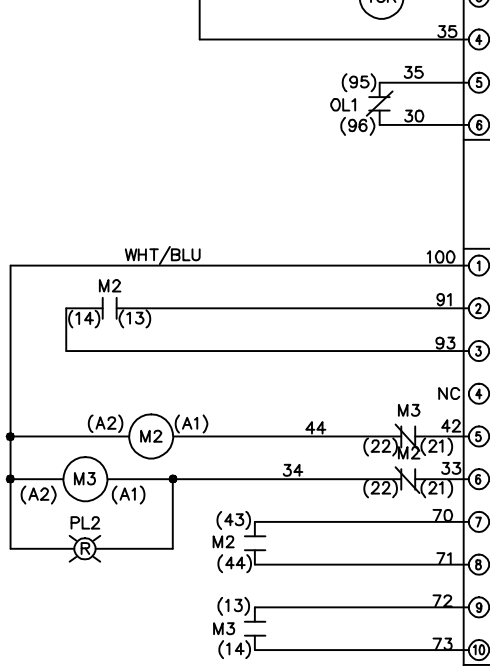 35 4
(95) 35 5
OL1
(96) 30 6
WHT/BLU 100 1
M2
91 2
(14) (13)
93 3
NC 4
M3
(A2) M2 (A1) 44 42 5
(22) (21)
M2
M3 34 33 6
(A2) (A1) (22) (21)
PL2
R
(43) 70 7
M2
(44) 71 8
(13) 72 9
M3
(14) 73 10